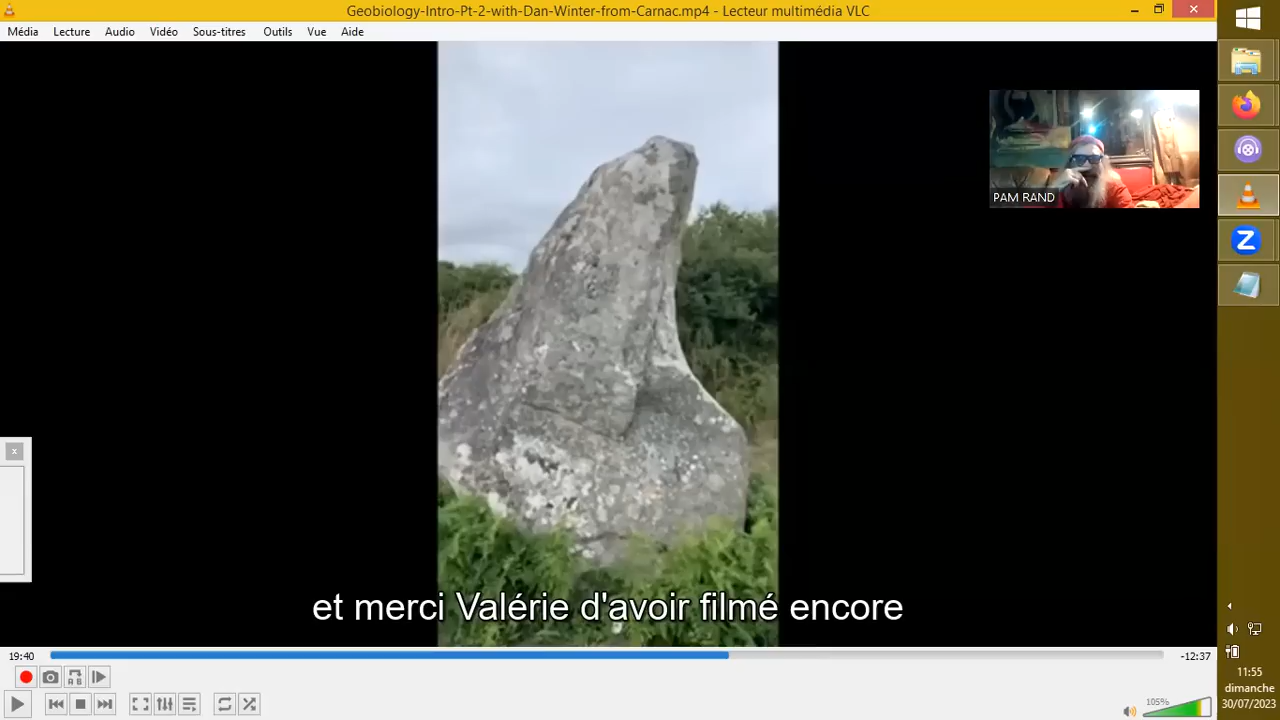 Geobiology-Intro-Pt-2-with-Dan-Winter-from-Carnac.mp4 - Lecteur multimédia VLC
Média Lecture Audio Vidéo Sous-titres Outils Vue Aide
PAM RAND
Z
x
et merci Valérie d'avoir filmé encore
19:40
-12:37
A B
105%
11:55
dimanche
30/07/2023